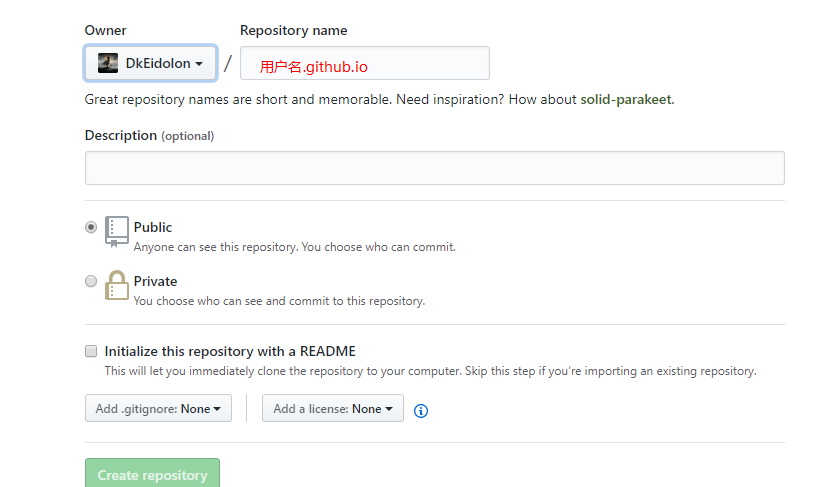 Owner Repository name
DkEidolon / 用户名.github.io
Great repository names are short and memorable. Need inspiration? How about solid-parakeet.
Description (optional)
Public
Anyone can see this repository. You choose who can commit.
Private
You choose who can see and commit to this repository.
Initialize this repository with a README
This will let you immediately clone the repository to your computer. Skip this step if you’re importing an existing repository.
Add .gitignore: None Add a license: None
Create repository